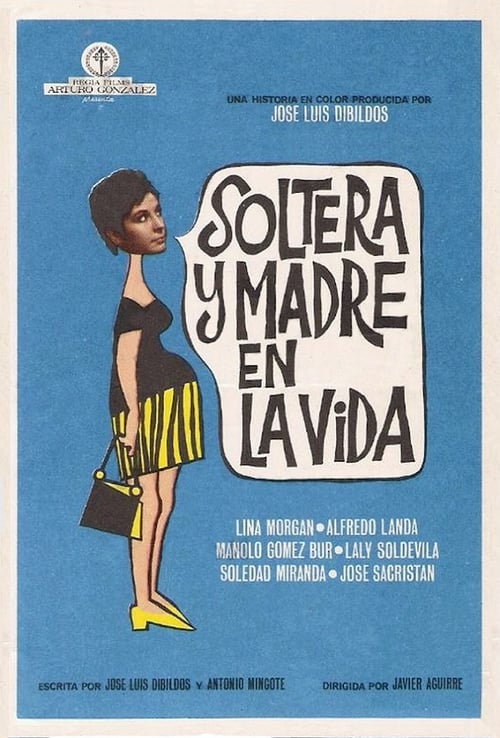 REGIA FILMS
ARTURO GONZALEZ
presenta
UNA HISTORIA EN COLOR PRODUCIDA POR
JOSE LUIS DIBILDOS
SOLTERA
Y MADRE
EN
LA ViDA
LINA MORGAN • ALFREDO LANDA
MANOLO GOMEZ BUR • LALY SOLDEVILA
SOLEDAD MIRANDA • JOSE SACRISTAN
ESCRITA POR JOSE LUIS DIBILDOS Y ANTONIO MINGOTE
DIRIGIDA POR JAVIER AGUIRRE